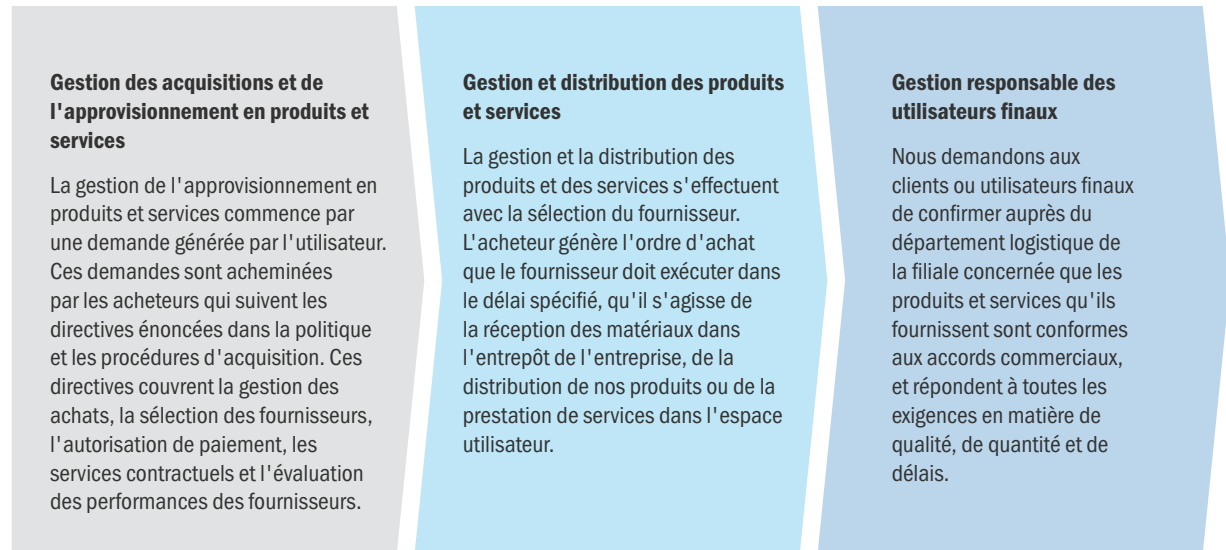 Gestion des acquisitions et de
l'approvisionnement en produits et
services
La gestion de l'approvisionnement en
produits et services commence par
une demande générée par l'utilisateur.
Ces demandes sont acheminées
par les acheteurs qui suivent les
directives énoncées dans la politique
et les procédures d'acquisition. Ces
directives couvrent la gestion des
achats, la sélection des fournisseurs,
l'autorisation de paiement, les
services contractuels et l'évaluation
des performances des fournisseurs.
Gestion et distribution des produits
et services
La gestion et la distribution des
produits et des services s'effectuent
avec la sélection du fournisseur.
L'acheteur génère l'ordre d'achat
que le fournisseur doit exécuter dans
le délai spécifié, qu'il s'agisse de
la réception des matériaux dans
l'entrepôt de l'entreprise, de la
distribution de nos produits ou de la
prestation de services dans l'espace
utilisateur.
Gestion responsable des
utilisateurs finaux
Nous demandons aux
clients ou utilisateurs finaux
de confirmer auprès du
département logistique de
la filiale concernée que les
produits et services qu'ils
fournissent sont conformes
aux accords commerciaux,
et répondent à toutes les
exigences en matière de
qualité, de quantité et de
délais.